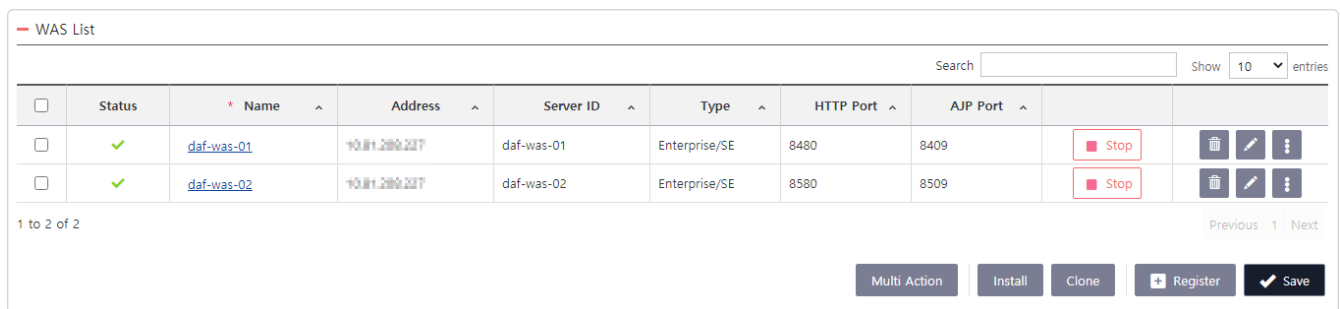 WAS List
Search Show 10 entries
Status * Name Address Server ID Type HTTP Port AJP Port
daf-was-01 daf-was-01 Enterprise/SE 8480 8409 Stop
daf-was-02 daf-was-02 Enterprise/SE 8580 8509 Stop
1 to 2 of 2 Previous 1 Next
Multi Action Install Clone Register Save